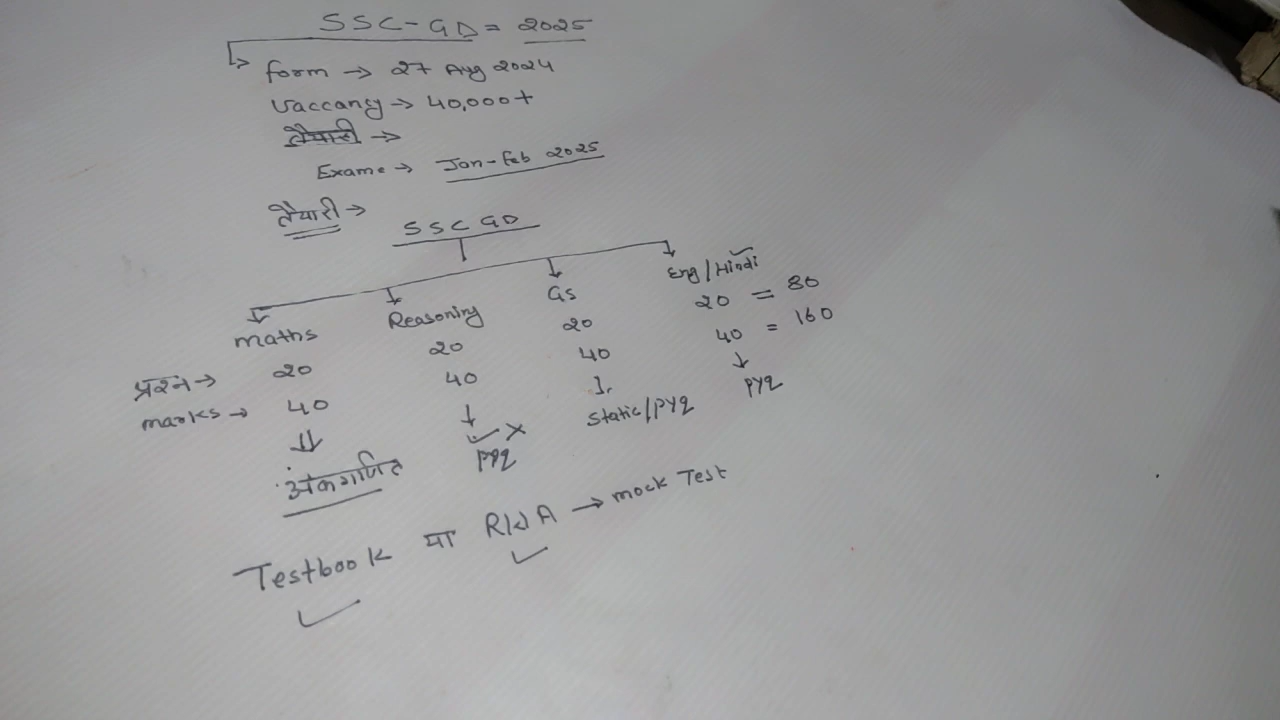 SSC-GD = 2025
form → 27 Aug 2024
Vaccancy → 40,000+
तैयारी →
Exame → Jan-Feb 2025
तैयारी →
SSC GD
maths Reasoning GS Eng/Hindi
प्रश्न → 20 20 20 20 = 80
marks → 40 40 40 40 = 160
अंकगणित PYQ Static/PYQ PYQ
Testbook या RWA → mock Test